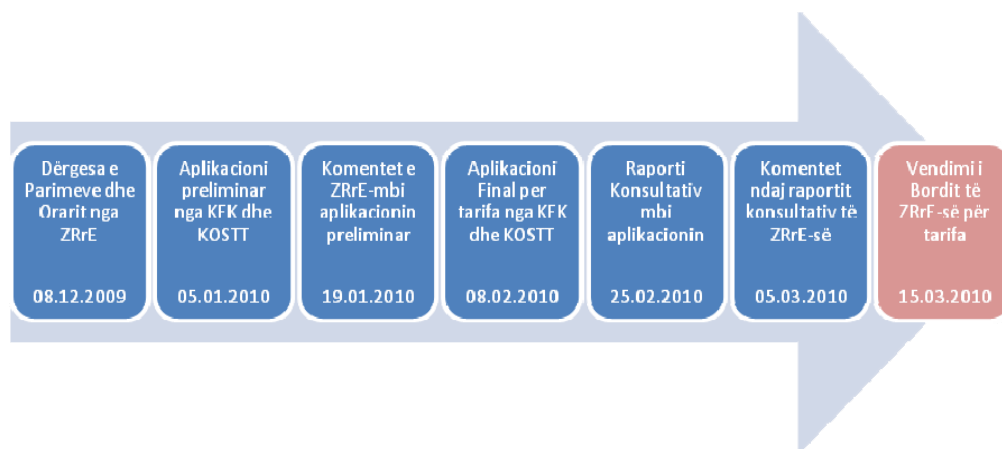 Dërgesa e
Parimeve dhe
Orarit nga
ZRrE
08.12.2009
Aplikacioni
preliminar
nga KEK dhe
KOSTT
05.01.2010
Komentet e
ZRrE-mbi
aplikacionin
preliminar
19.01.2010
Aplikacioni
Final per
tarifa nga KEK
dhe KOSTT
08.02.2010
Raporti
Konsultativ
mbi
aplikacionin
25.02.2010
Komentet
ndaj raportit
konsultativ të
ZRrE-së
05.03.2010
Vendimi i
Bordit të
ZRrE-së për
tarifa
15.03.2010